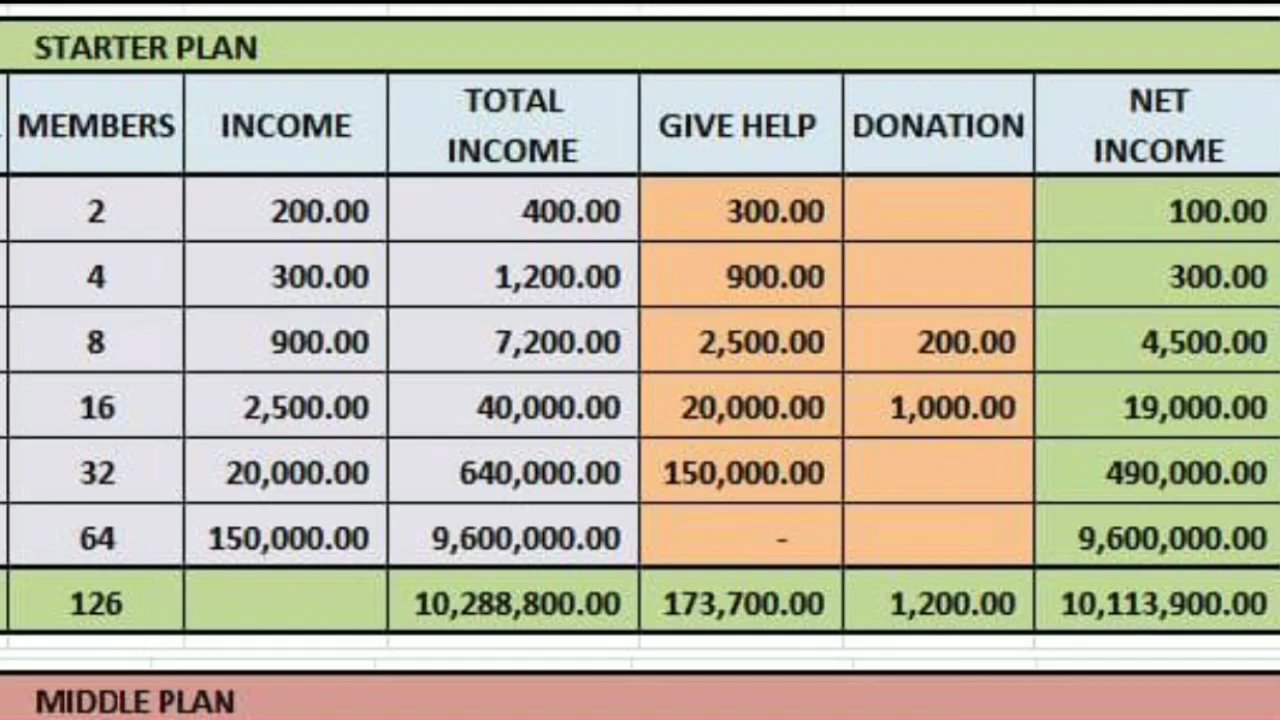 STARTER PLAN
MEMBERS INCOME TOTAL INCOME GIVE HELP DONATION NET INCOME
2 200.00 400.00 300.00 100.00
4 300.00 1,200.00 900.00 300.00
8 900.00 7,200.00 2,500.00 200.00 4,500.00
16 2,500.00 40,000.00 20,000.00 1,000.00 19,000.00
32 20,000.00 640,000.00 150,000.00 490,000.00
64 150,000.00 9,600,000.00 - 9,600,000.00
126 10,288,800.00 173,700.00 1,200.00 10,113,900.00
MIDDLE PLAN